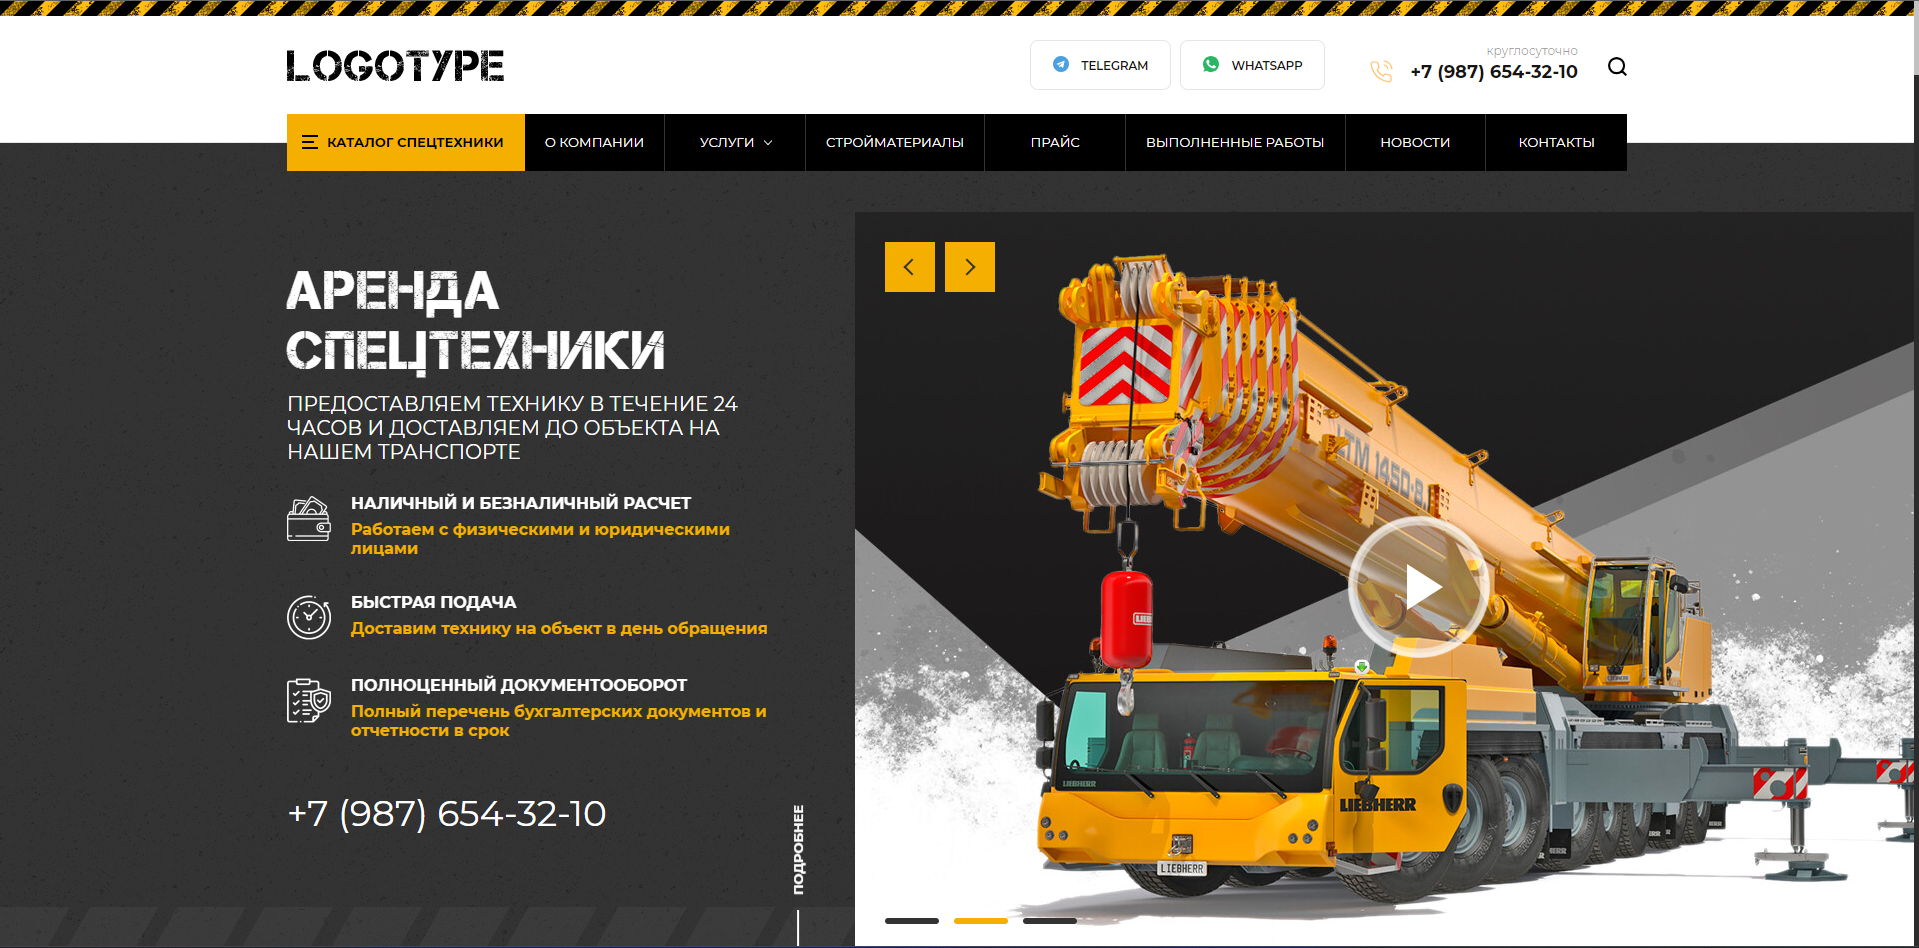 LOGOTYPE
TELEGRAM
WHATSAPP
круглосуточно
+7 (987) 654-32-10
КАТАЛОГ СПЕЦТЕХНИКИ
О КОМПАНИИ
УСЛУГИ
СТРОЙМАТЕРИАЛЫ
ПРАЙС
ВЫПОЛНЕННЫЕ РАБОТЫ
НОВОСТИ
КОНТАКТЫ
АРЕНДА
СПЕЦТЕХНИКИ
ПРЕДОСТАВЛЯЕМ ТЕХНИКУ В ТЕЧЕНИЕ 24
ЧАСОВ И ДОСТАВЛЯЕМ ДО ОБЪЕКТА НА
НАШЕМ ТРАНСПОРТЕ
НАЛИЧНЫЙ И БЕЗНАЛИЧНЫЙ РАСЧЕТ
Работаем с физическими и юридическими
лицами
БЫСТРАЯ ПОДАЧА
Доставим технику на объект в день обращения
ПОЛНОЦЕННЫЙ ДОКУМЕНТООБОРОТ
Полный перечень бухгалтерских документов и
отчетности в срок
+7 (987) 654-32-10
ПОДРОБНЕЕ
LTM 1450-8.1
LIEBHERR
LIEBHERR
LIEBHERR